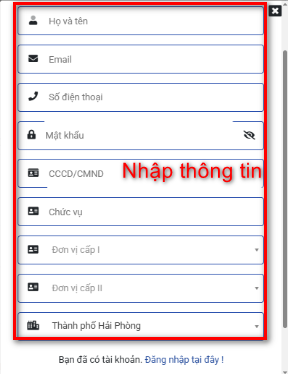 Họ và tên
Email
Số điện thoại
Mật khẩu
CCCD/CMND
Nhập thông tin
Chức vụ
Đơn vị cấp I
Đơn vị cấp II
Thành phố Hải Phòng
Bạn đã có tài khoản. Đăng nhập tại đây !